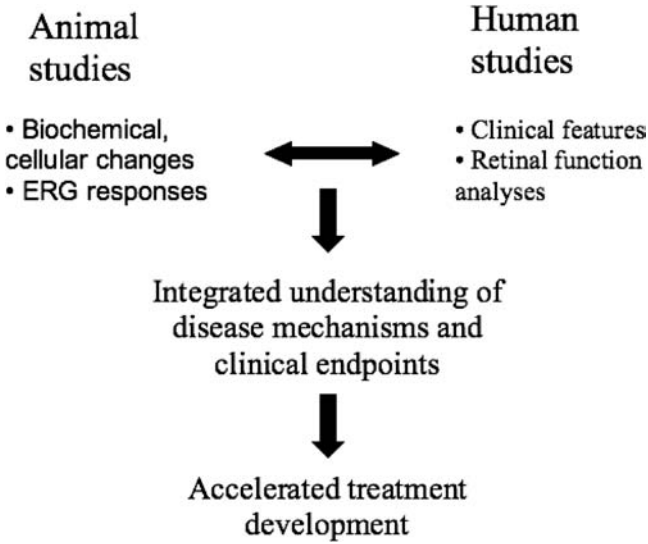 Animal
studies
• Biochemical,
cellular changes
• ERG responses
Human
studies
• Clinical features
• Retinal function
analyses
Integrated understanding of
disease mechanisms and
clinical endpoints
Accelerated treatment
development